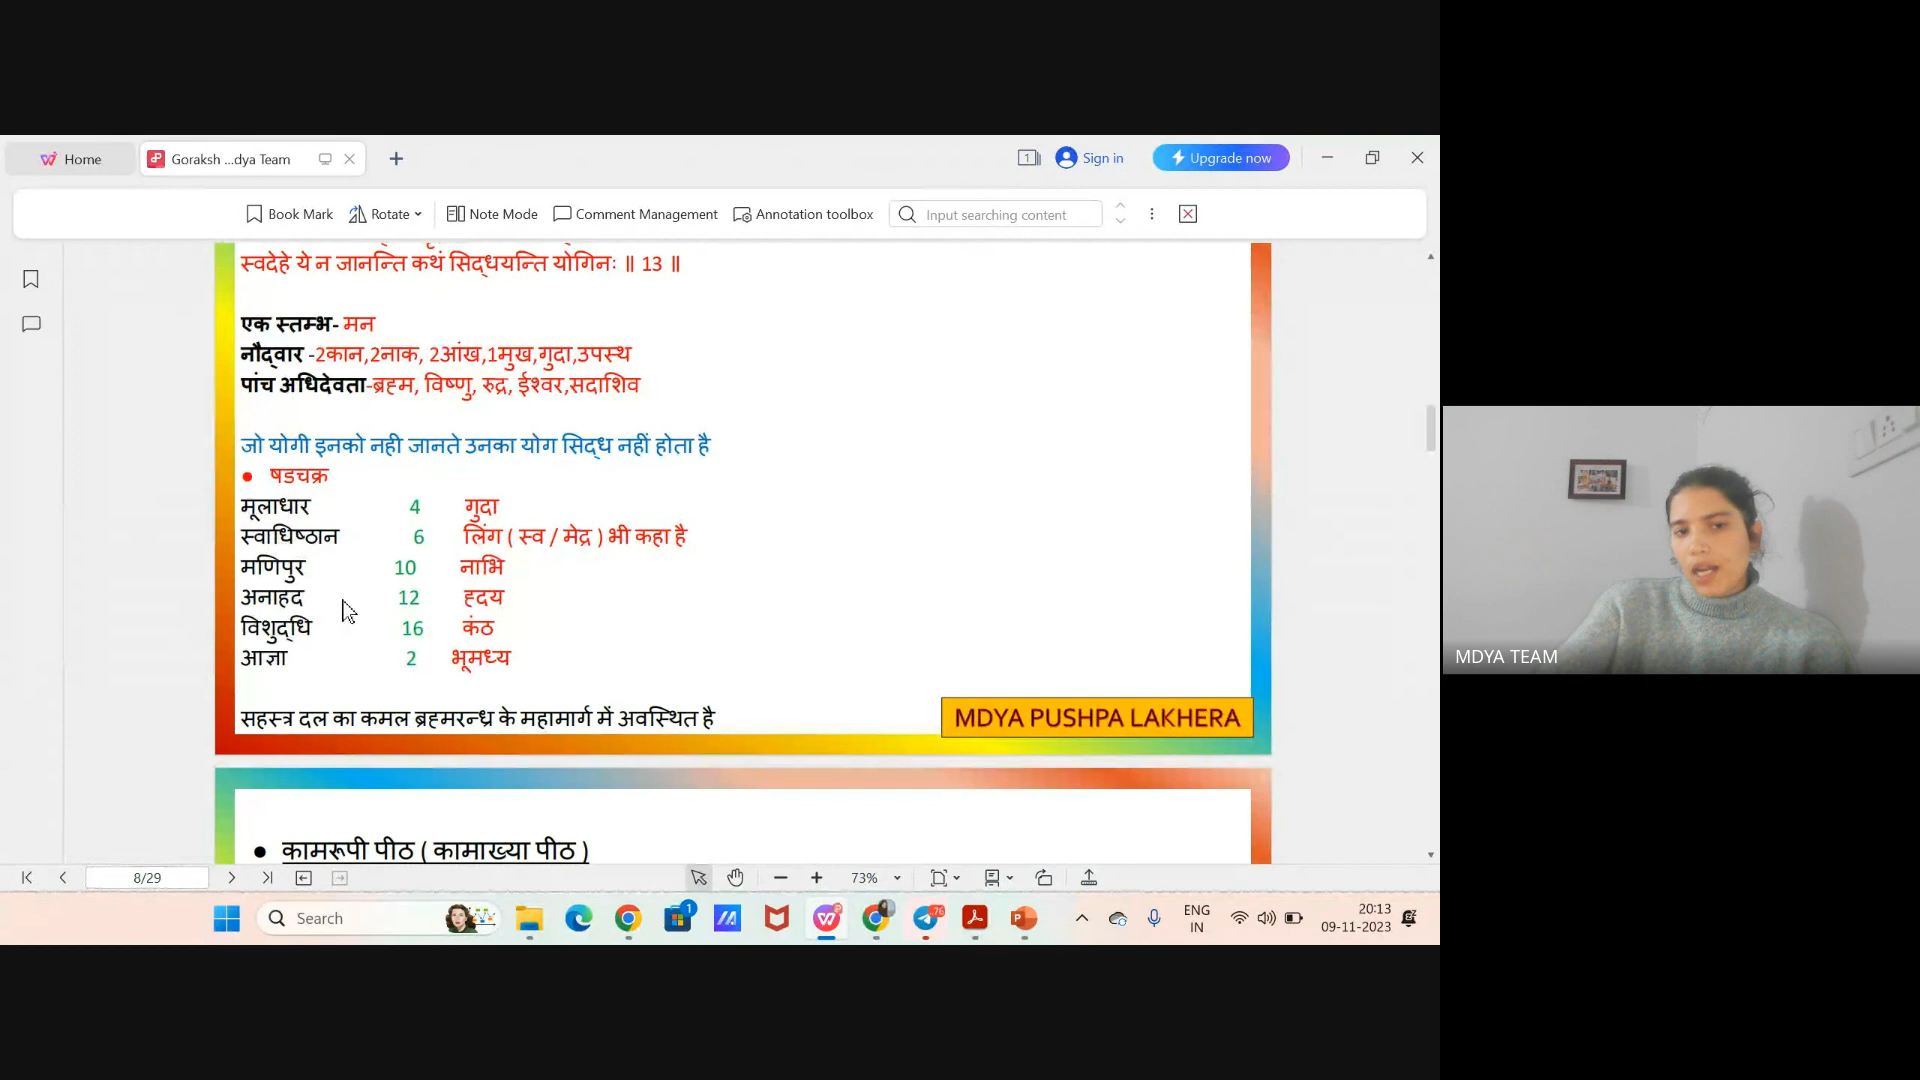 Home
Goraksh ...dya Team
1
Sign in
Upgrade now
Book Mark
Rotate
Note Mode
Comment Management
Annotation toolbox
Input searching content
स्वदेहे ये न जानन्ति कथं सिद्धयन्ति योगिनः ॥ 13 ॥
एक स्तम्भ- मन
नौद्वार -2कान,2नाक, 2आंख,1मुख,गुदा,उपस्थ
पांच अधिदेवता-ब्रह्म, विष्णु, रुद्र, ईश्वर,सदाशिव
जो योगी इनको नही जानते उनका योग सिद्ध नहीं होता है
● षडचक्र
मूलाधार 4 गुदा
स्वाधिष्ठान 6 लिंग ( स्व / मेद्र ) भी कहा है
मणिपुर 10 नाभि
अनाहद 12 ह्दय
विशुद्धि 16 कंठ
आज्ञा 2 भूमध्य
सहस्त्र दल का कमल ब्रह्मरन्ध्र के महामार्ग में अवस्थित है
MDYA PUSHPA LAKHERA
● कामरूपी पीठ ( कामाख्या पीठ )
MDYA TEAM
8/29
73%
Search
1
76
ENG
IN
20:13
09-11-2023